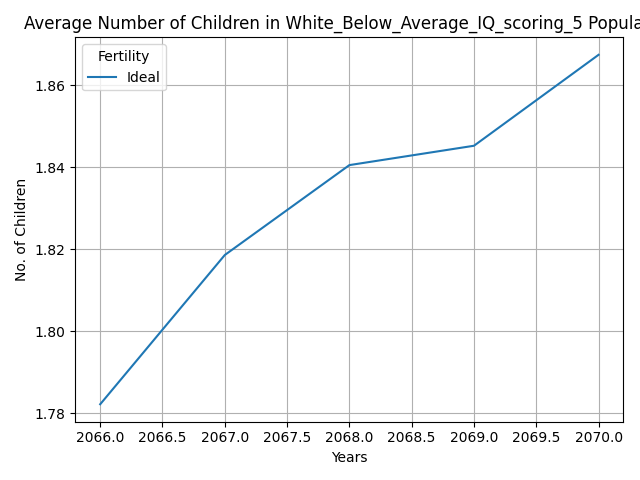 Average Number of Children in White_Below_Average_IQ_scoring_5 Popula
Fertility
Ideal
1.86
1.84
1.82
1.80
1.78
No. of Children
2066.0 2066.5 2067.0 2067.5 2068.0 2068.5 2069.0 2069.5 2070.0
Years